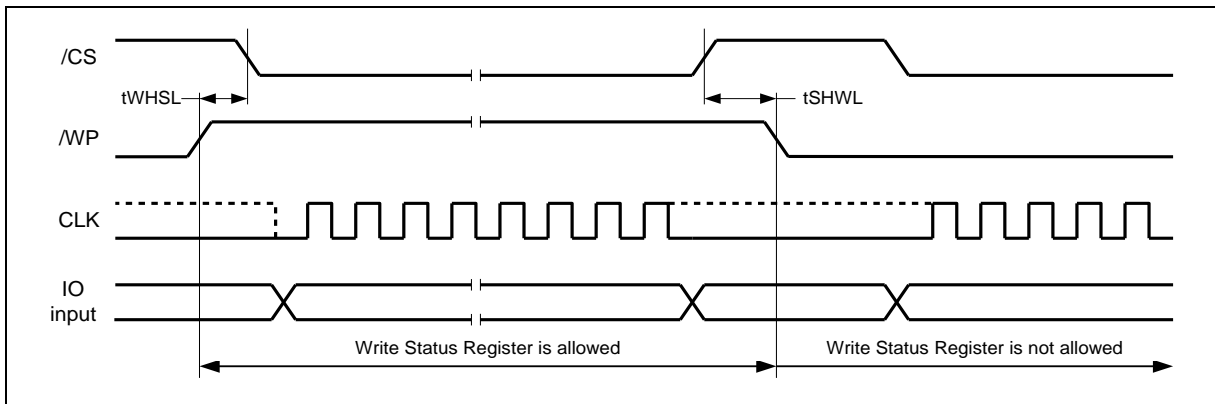 /CS
tWHSL
tSHWL
/WP
CLK
IO
input
Write Status Register is allowed
Write Status Register is not allowed